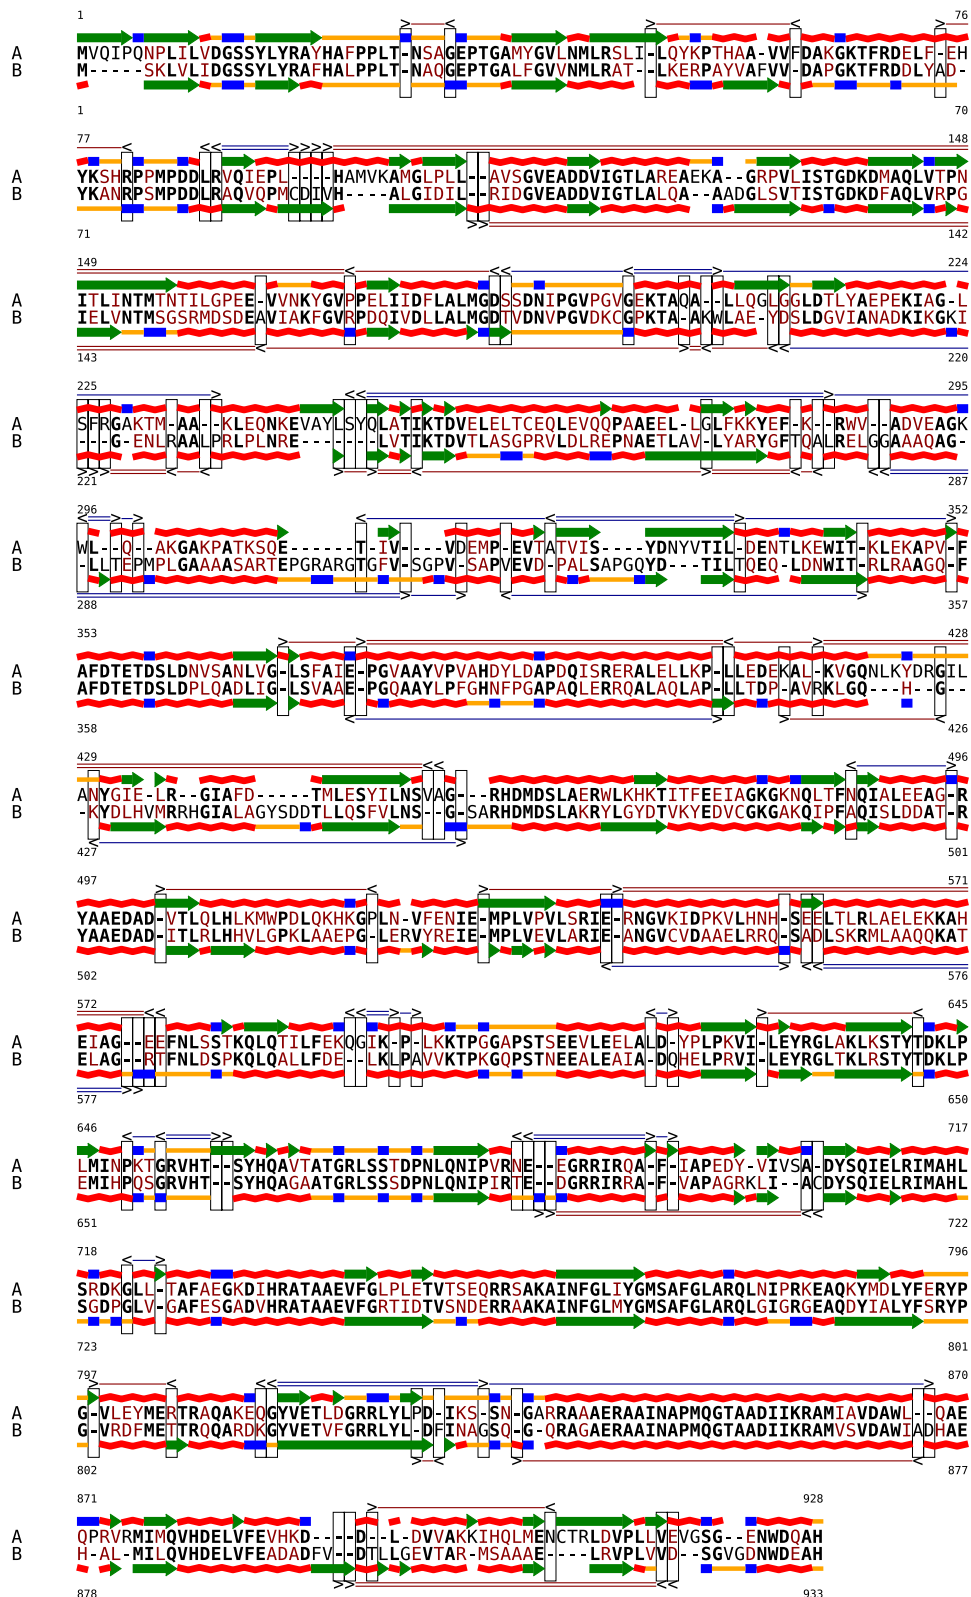 1 76
A MVQIPQNPLILVDGSSYLYRAYHAFPPLT-NSAGEPTGAMYGVLNMLRSLI-LQYKPTHAA-VVFDAKGKTFRDELF-EH
B M-----SKLVLIDGSSYLYRAFHALPPLT-NAQGEPTGALFGVVNMLRAT--LKERPAYVAFVV-DAPGKTFRDDLYAD-
1 70
77 148
A YKSHRPPMPDDLRVQIEPL----HAMVKAMGLPLL--AVSGVEADDVIGTLAREAEKA--GRPVLISTGDKDMAQLVTPN
B YKANRPSMPDDLRAQVQPMCDIVH----ALGIDIL--RIDGVEADDVIGTLALQA--AADGLSVTISTGDKDFAQLVRPG
71 142
149 224
A ITLINTMTNTILGPEE-VVNKYGVPPELIIDFLALMGDSSDNIPGVPGVGEKTAQA--LLQGLGGLDTLYAEPEKIAG-L
B IELVNTMSGSRMDSDEAVIAKFGVRPDQIVDLLALMGDTVDNVPGVDKCGPKTA-AKWLAE-YDSLDGVIANADKIKGKI
143 220
225 295
A SFRGAKTM-AA--KLEQNKEVAYLSYQLATIKTDVELELTCEQLEVQQPAAEEL-LGLFKKYEF-K--RWV--ADVEAGK
B ---G-ENLRAALPRLPLNRE-------LVTIKTDVTLASGPRVLDLREPNAETLAV-LYARYGFTQALRELGGAAAQAG-
221 287
296 352
A WL--Q--AKGAKPATKSQE------T-IV----VDEMP-EVTATVIS----YDNYVTIL-DENTLKEWIT-KLEKAPV-F
B -LLTEPMPLGAAAASARTEPGRARGTGFV-SGPV-SAPVEVD-PALSAPGQYD---TILTQEQ-LDNWIT-RLRAAGQ-F
288 357
353 428
A AFDTETDSLDNVSANLVG-LSFAIE-PGVAAYVPVAHDYLDAPDQISRERALELLKP-LLEDEKAL-KVGQNLKYDRGIL
B AFDTETDSLDPLQADLIG-LSVAAE-PGQAAYLPFGHNFPGAPAQLERRQALAQLAP-LLTDP-AVRKLGQ---H--G--
358 426
429 496
A ANYGIE-LR--GIAFD-----TMLESYILNSVAG---RHDMDSLAERWLKHKTITFEEIAGKGKNQLTFNQIALEEAG-R
B -KYDLHVMRRHGIALAGYSDDTLLQSFVLNS--G-SARHDMDSLAKRYLGYDTVKYEDVCGKGAKQIPFAQISLDDAT-R
427 501
497 571
A YAAEDAD-VTLQLHLKMWPDLQKHKGPLN-VFENIE-MPLVPVLSRIE-RNGVKIDPKVLHNH-SEELTLRLAELEKKAH
B YAAEDAD-ITLRLHHVLGPKLAAEPG-LERVYREIE-MPLVEVLARIE-ANGVCVDAAELRRQ-SADLSKRMLAAQQKAT
502 576
572 645
A EIAG--EEFNLSSTKQLQTILFEKQGIK-P-LKKTPGGAPSTSEEVLEELALD-YPLPKVI-LEYRGLAKLKSTYTDKLP
B ELAG--RTFNLDSPKQLQALLFDE--LKLPAVVKTPKGQPSTNEEALEAIA-DQHELPRVI-LEYRGLTKLRSTYTDKLP
577 650
646 717
A LMINPKTGRVHT--SYHQAVTATGRLSSTDPNLQNIPVRNE--EGRRIRQA-F-IAPEDY-VIVSA-DYSQIELRIMAHL
B EMIHPQSGRVHT--SYHQAGAATGRLSSSDPNLQNIPIRTE--DGRRIRRA-F-VAPAGRKLI--ACDYSQIELRIMAHL
651 722
718 796
A SRDKGLL-TAFAEGKDIHRATAAEVFGLPLETVTSEQRRSAKAINFGLIYGMSAFGLARQLNIPRKEAQKYMDLYFERYP
B SGDPGLV-GAFESGADVHRATAAEVFGRTIDTVSNDERRAAKAINFGLMYGMSAFGLARQLGIGRGEAQDYIALYFSRYP
723 801
797 870
A G-VLEYMERTRAQAKEQGYVETLDGRRLYLPD-IKS-SN-GARRAAAERAAINAPMQGTAADIIKRAMIAVDAWL--QAE
B G-VRDFMETTRQQARDKGYVETVFGRRLYL-FINAGSQ-G-QRAGAERAAINAPMQGTAADIIKRAMVSVDAWIADHAE
802 877
871 928
A QPRVRMIMQVHDELVFEVHKD----D--L-DVVAKKIHQLMENCTRLDVPLLVEVGSG--ENWDQAH
B H-AL-MILQVHDELVFEADADFV--DTLLGEVTAR-MSAAAE----LRVPLVVD--SGVGDNWDEAH
878 933